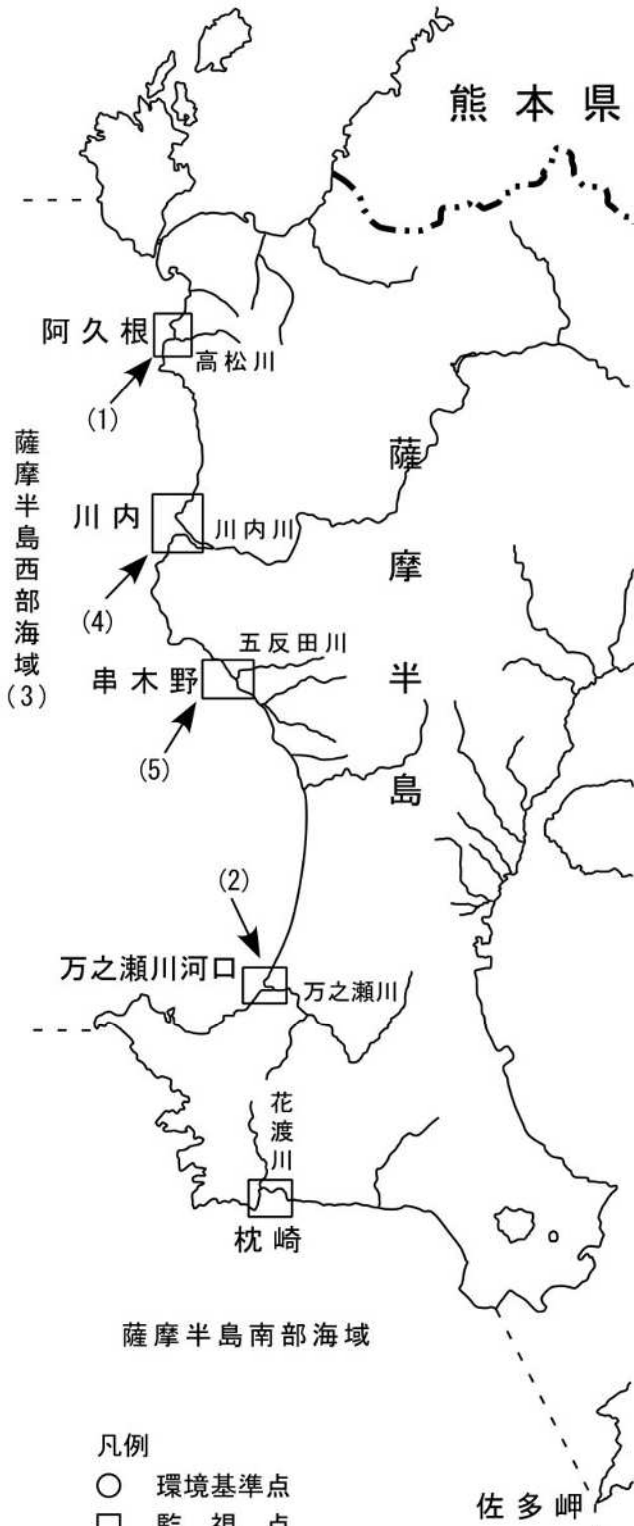 熊本県
阿久根
高松川
(1)
薩摩半島西部海域
(3)
薩摩半島
川内
川内川
(4)
五反田川
串木野
(5)
(2)
万之瀬川河口
万之瀬川
花渡川
枕崎
薩摩半島南部海域
凡例
○ 環境基準点
□ 監視点
佐多岬